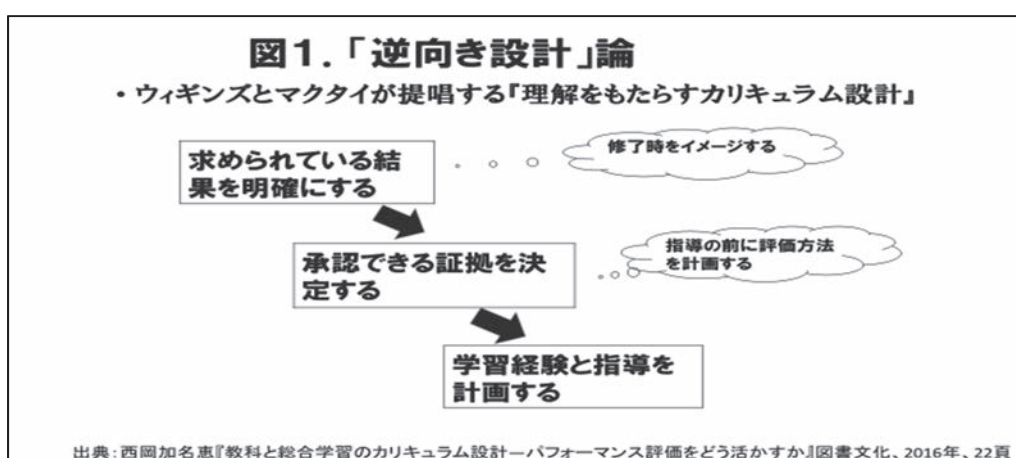 図1.「逆向き設計」論
・ウィギンズとマクタイが提唱する『理解をもたらすカリキュラム設計』
求められている結
果を明確にする
修了時をイメージする
承認できる証拠を決
定する
指導の前に評価方法
を計画する
学習経験と指導を
計画する
出典:西岡加名恵『教科と総合学習のカリキュラム設計―パフォーマンス評価をどう活かすか』図書文化、2016年、22頁